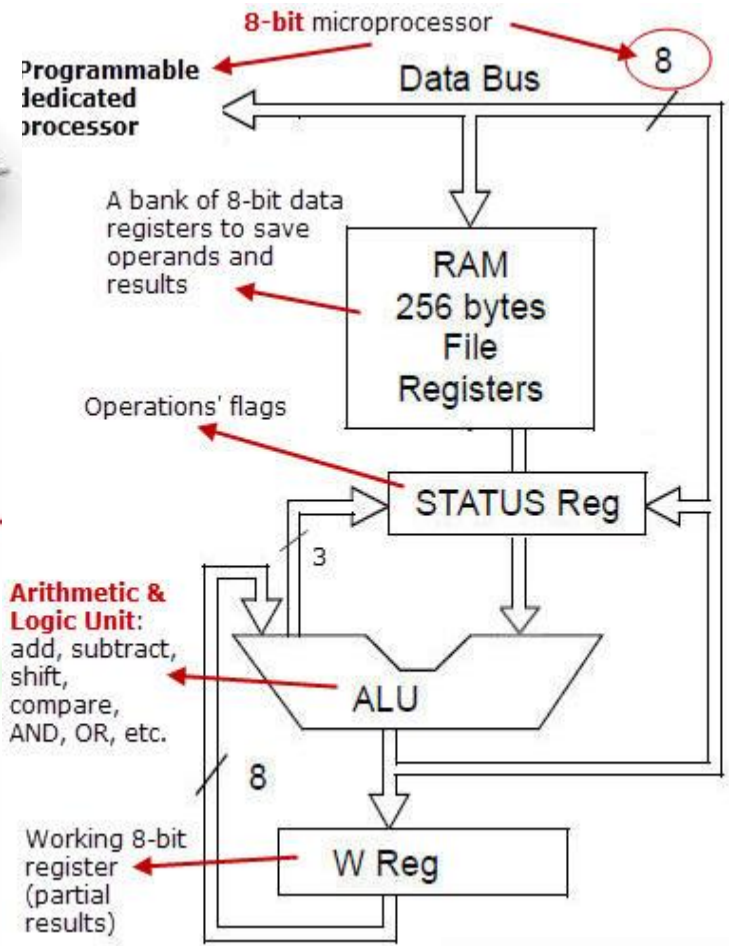 8-bit microprocessor
Programmable
dedicated
processor
Data Bus
8
A bank of 8-bit data
registers to save
operands and
results
RAM
256 bytes
File
Registers
Operations' flags
STATUS Reg
3
Arithmetic &
Logic Unit:
add, subtract,
shift,
compare,
AND, OR, etc.
ALU
8
Working 8-bit
register
(partial
results)
W Reg